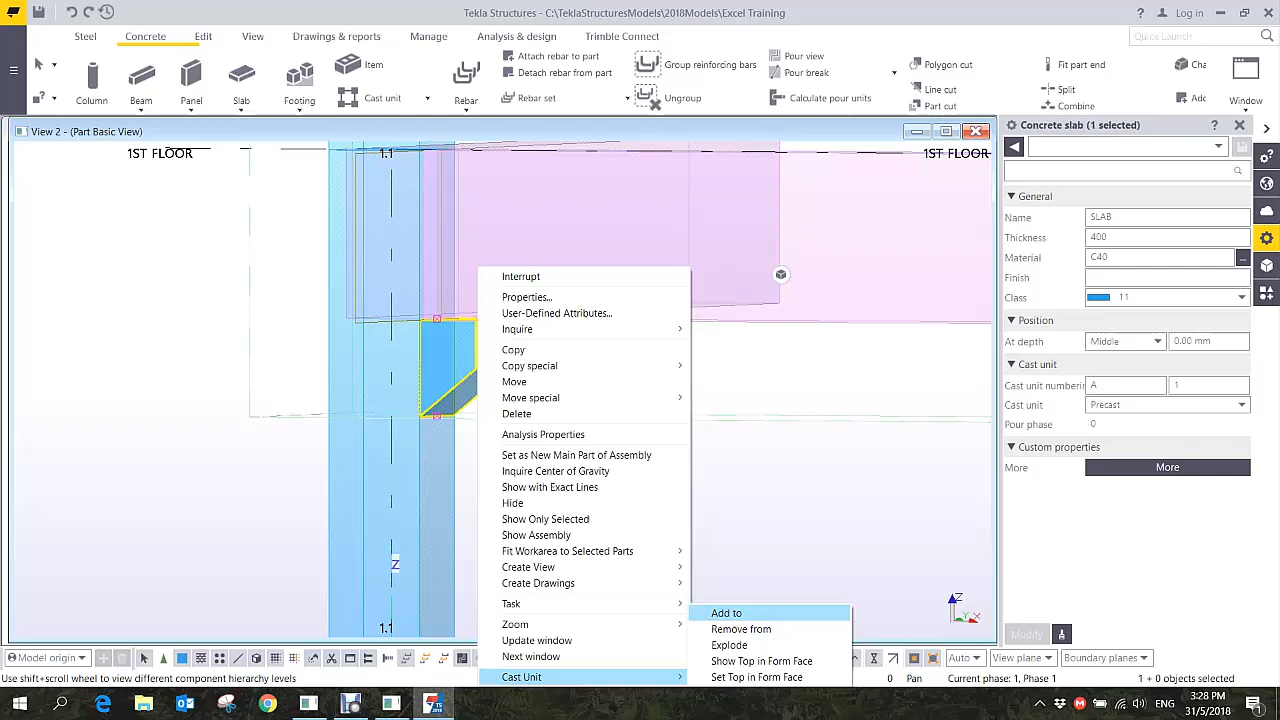 Tekla Structures - C:\TeklaStructuresModels\2018Models\Excel Training
Log in
Steel
Concrete
Edit
View
Drawings & reports
Manage
Analysis & design
Trimble Connect
Quick Launch
Column
Beam
Panel
Slab
Footing
Item
Cast unit
Rebar
Attach rebar to part
Detach rebar from part
Rebar set
Group reinforcing bars
Ungroup
Pour view
Pour break
Calculate pour units
Polygon cut
Line cut
Part cut
Fit part end
Split
Combine
Cha
Add
Window
View 2 - (Part Basic View)
1ST FLOOR
1.1
1ST FLOOR
Z
1.1
Z
Y
X
Interrupt
Properties...
User-Defined Attributes...
Inquire
Copy
Copy special
Move
Move special
Delete
Analysis Properties
Set as New Main Part of Assembly
Inquire Center of Gravity
Show with Exact Lines
Hide
Show Only Selected
Show Assembly
Fit Workarea to Selected Parts
Create View
Create Drawings
Task
Zoom
Update window
Next window
Cast Unit
Add to
Remove from
Explode
Show Top in Form Face
Set Top in Form Face
Concrete slab (1 selected)
General
Name SLAB
Thickness 400
Material C40
Finish
Class 11
Position
At depth Middle 0.00 mm
Cast unit
Cast unit numberin A 1
Cast unit Precast
Pour phase 0
Custom properties
More More
Modify
Model origin
Auto
View plane
Boundary planes
Use shift+scroll wheel to view different component hierarchy levels
0 Pan Current phase: 1, Phase 1 1 + 0 objects selected
ENG
3:28 PM
31/5/2018